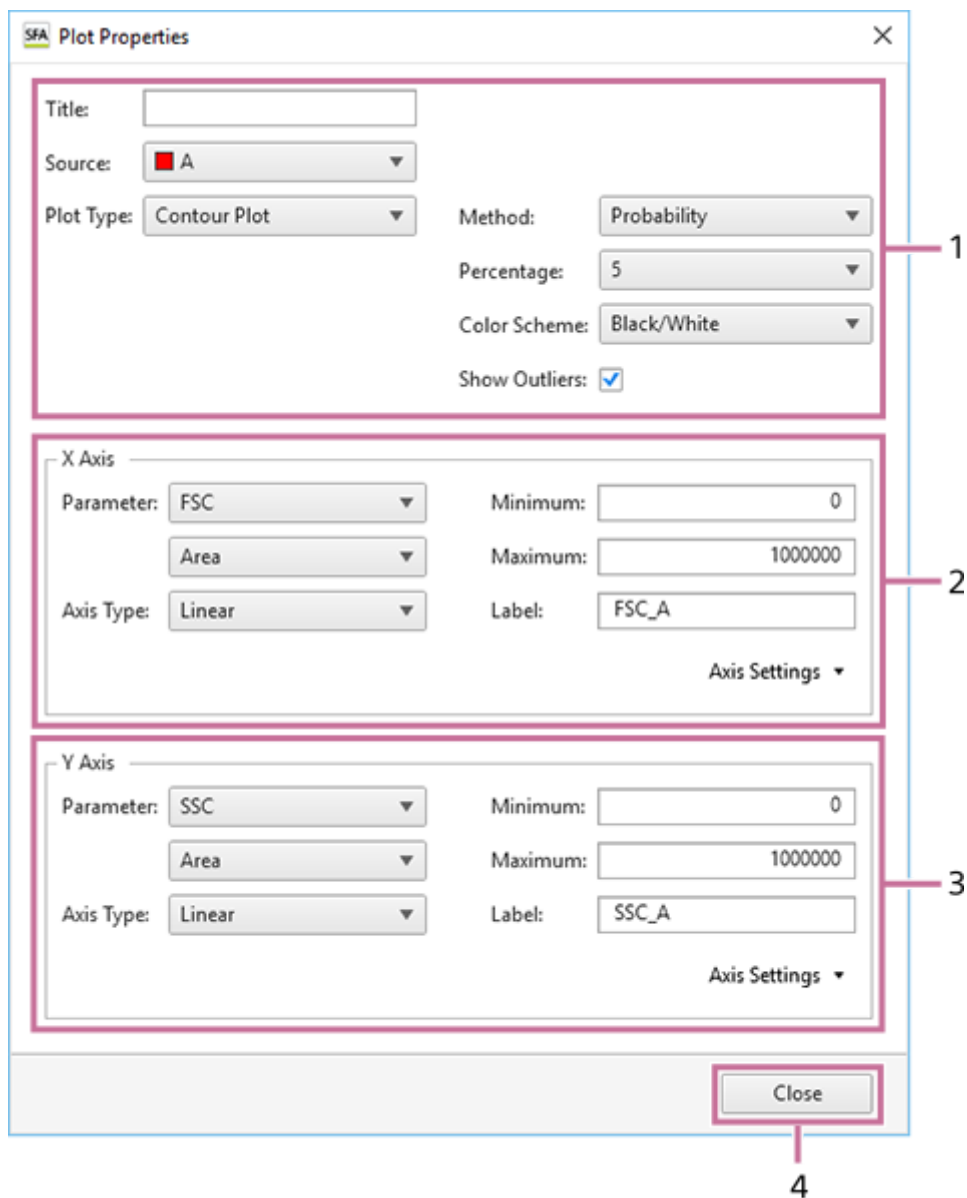 SFA Plot Properties
Title:
Source: A
Plot Type: Contour Plot Method: Probability
1
Percentage: 5
Color Scheme: Black/White
Show Outliers:
X Axis
Parameter: FSC Minimum: 0
Area Maximum: 1000000
2
Axis Type: Linear Label: FSC_A
Axis Settings
Y Axis
Parameter: SSC Minimum: 0
Area Maximum: 1000000
3
Axis Type: Linear Label: SSC_A
Axis Settings
Close
4